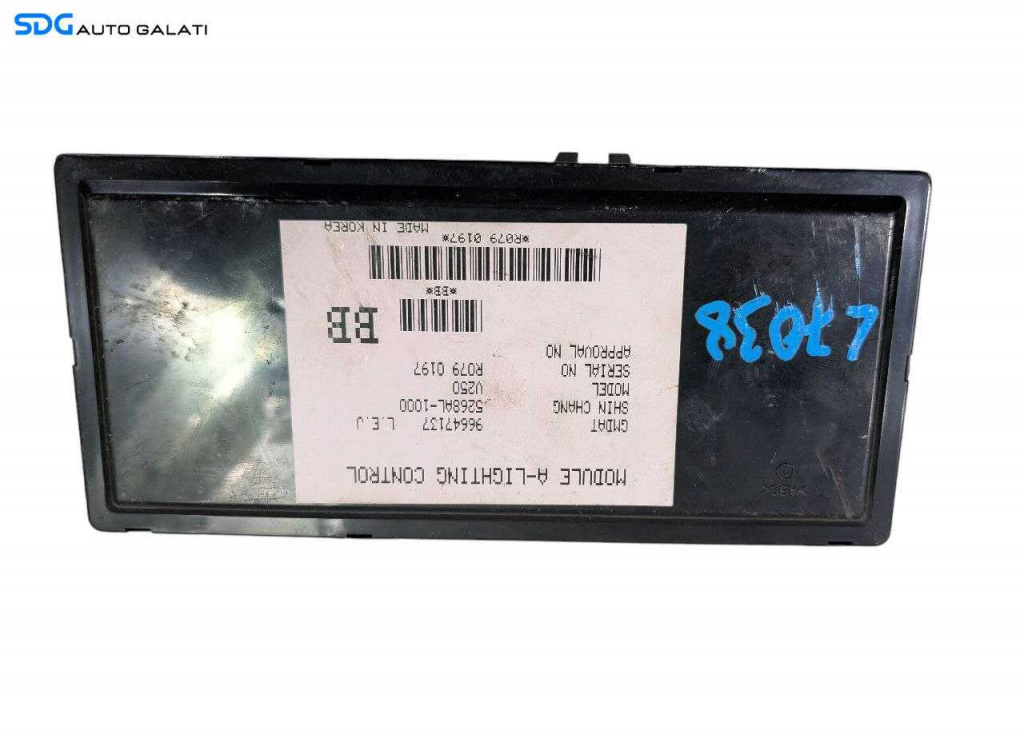 SDG AUTO GALATI
MODULE A-LIGHTING CONTROL
GMDAT 96647137 L.E.J
SHIN CHANG 5268AL-1000
MODEL V250
SERIAL NO R079 0197
APPROVAL NO
BB
*BB*
*R079 0197*
MADE IN KOREA
L7038
>ABS<